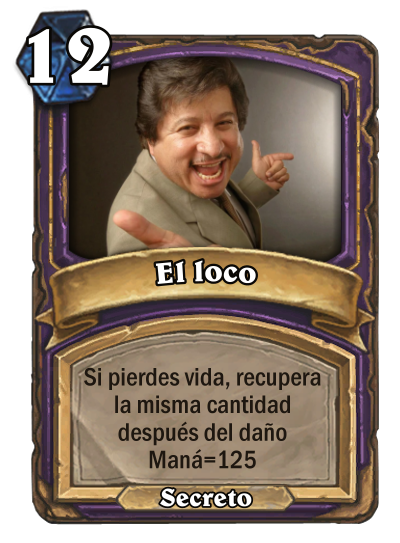 12
El loco
Si pierdes vida, recupera
la misma cantidad
después del daño
Maná=125
Secreto